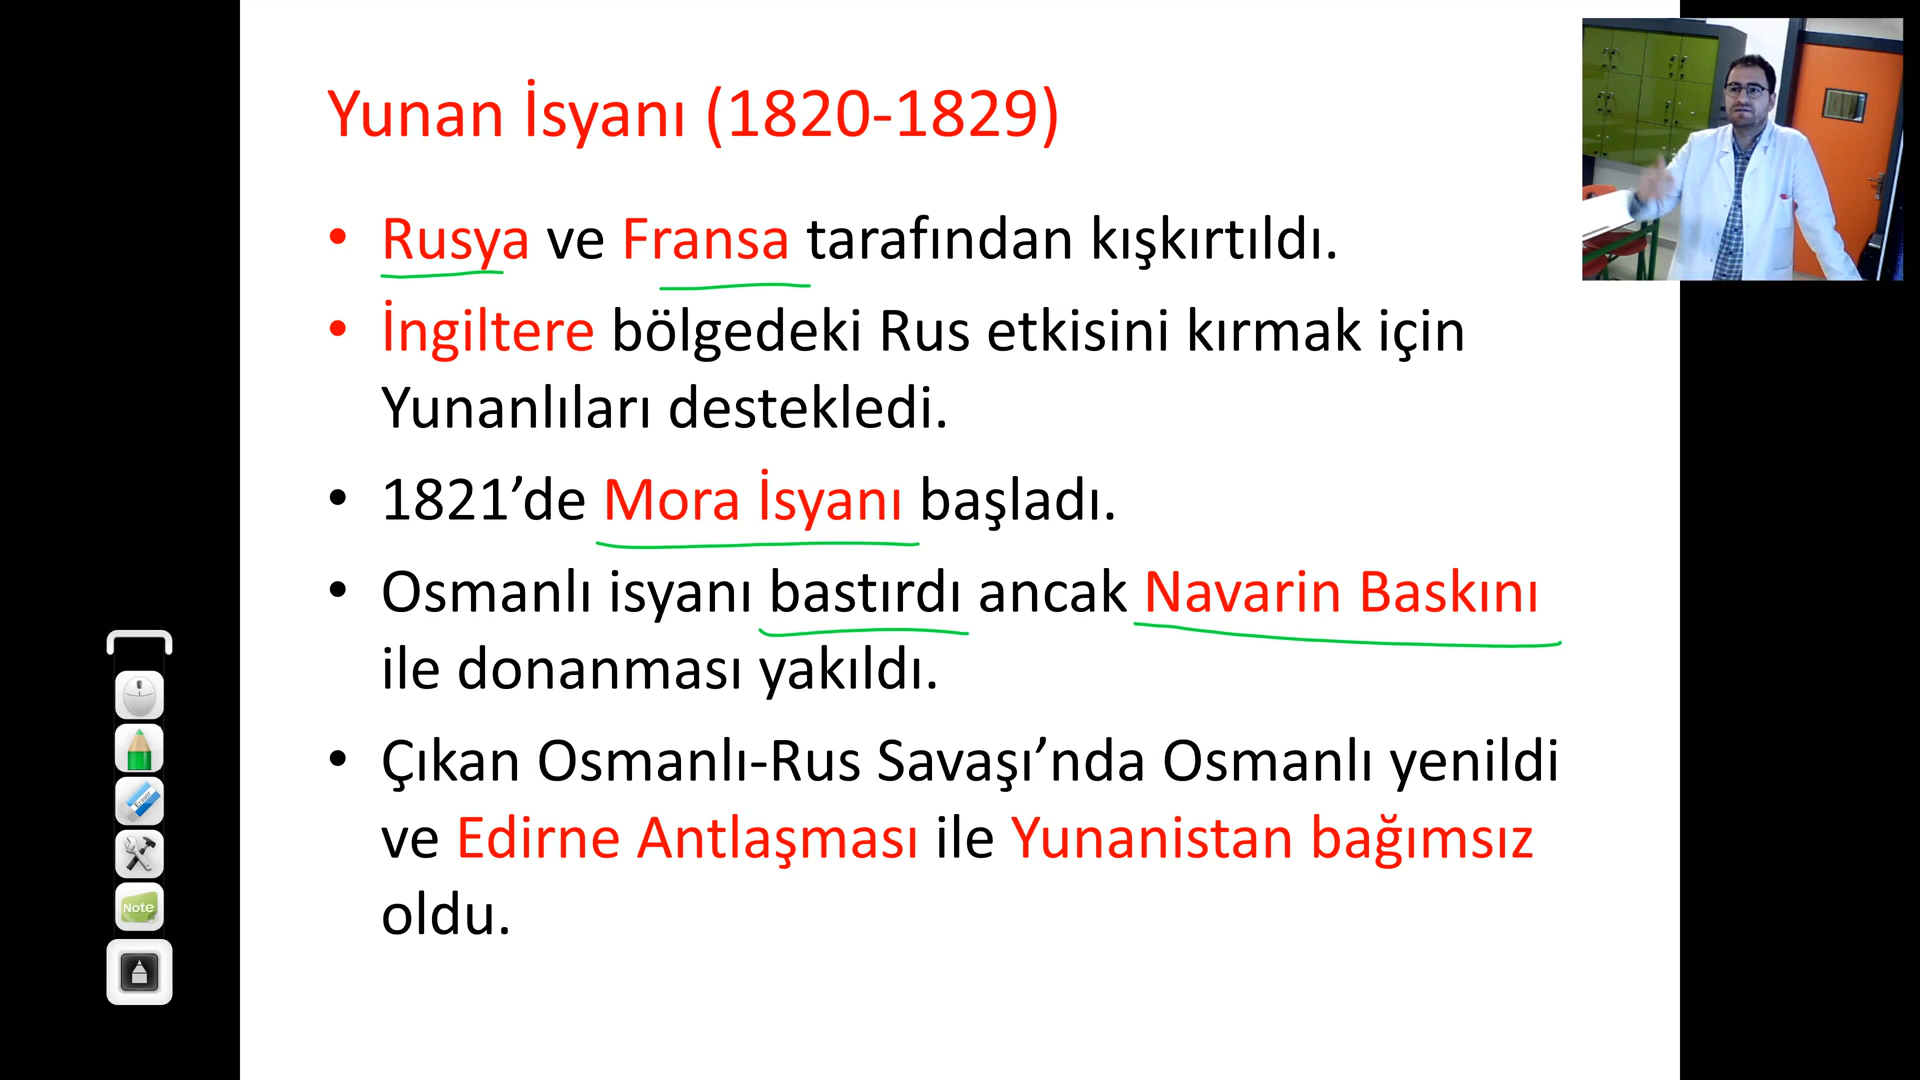 Yunan İsyanı (1820-1829)
• Rusya ve Fransa tarafından kışkırtıldı.
• İngiltere bölgedeki Rus etkisini kırmak için
Yunanlıları destekledi.
• 1821’de Mora İsyanı başladı.
• Osmanlı isyanı bastırdı ancak Navarin Baskını
ile donanması yakıldı.
• Çıkan Osmanlı-Rus Savaşı’nda Osmanlı yenildi
ve Edirne Antlaşması ile Yunanistan bağımsız
oldu.
Note